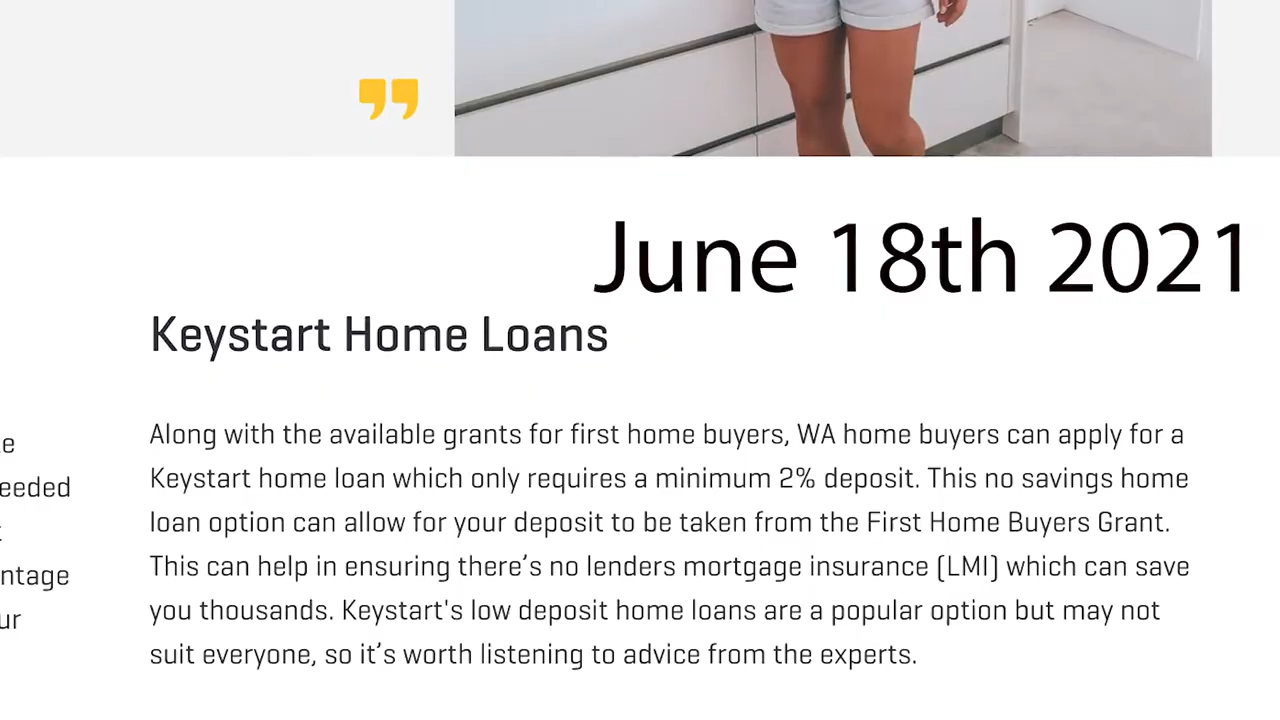 ”
June 18th 2021
Keystart Home Loans
Along with the available grants for first home buyers, WA home buyers can apply for a
Keystart home loan which only requires a minimum 2% deposit. This no savings home
loan option can allow for your deposit to be taken from the First Home Buyers Grant.
This can help in ensuring there’s no lenders mortgage insurance (LMI) which can save
you thousands. Keystart's low deposit home loans are a popular option but may not
suit everyone, so it’s worth listening to advice from the experts.